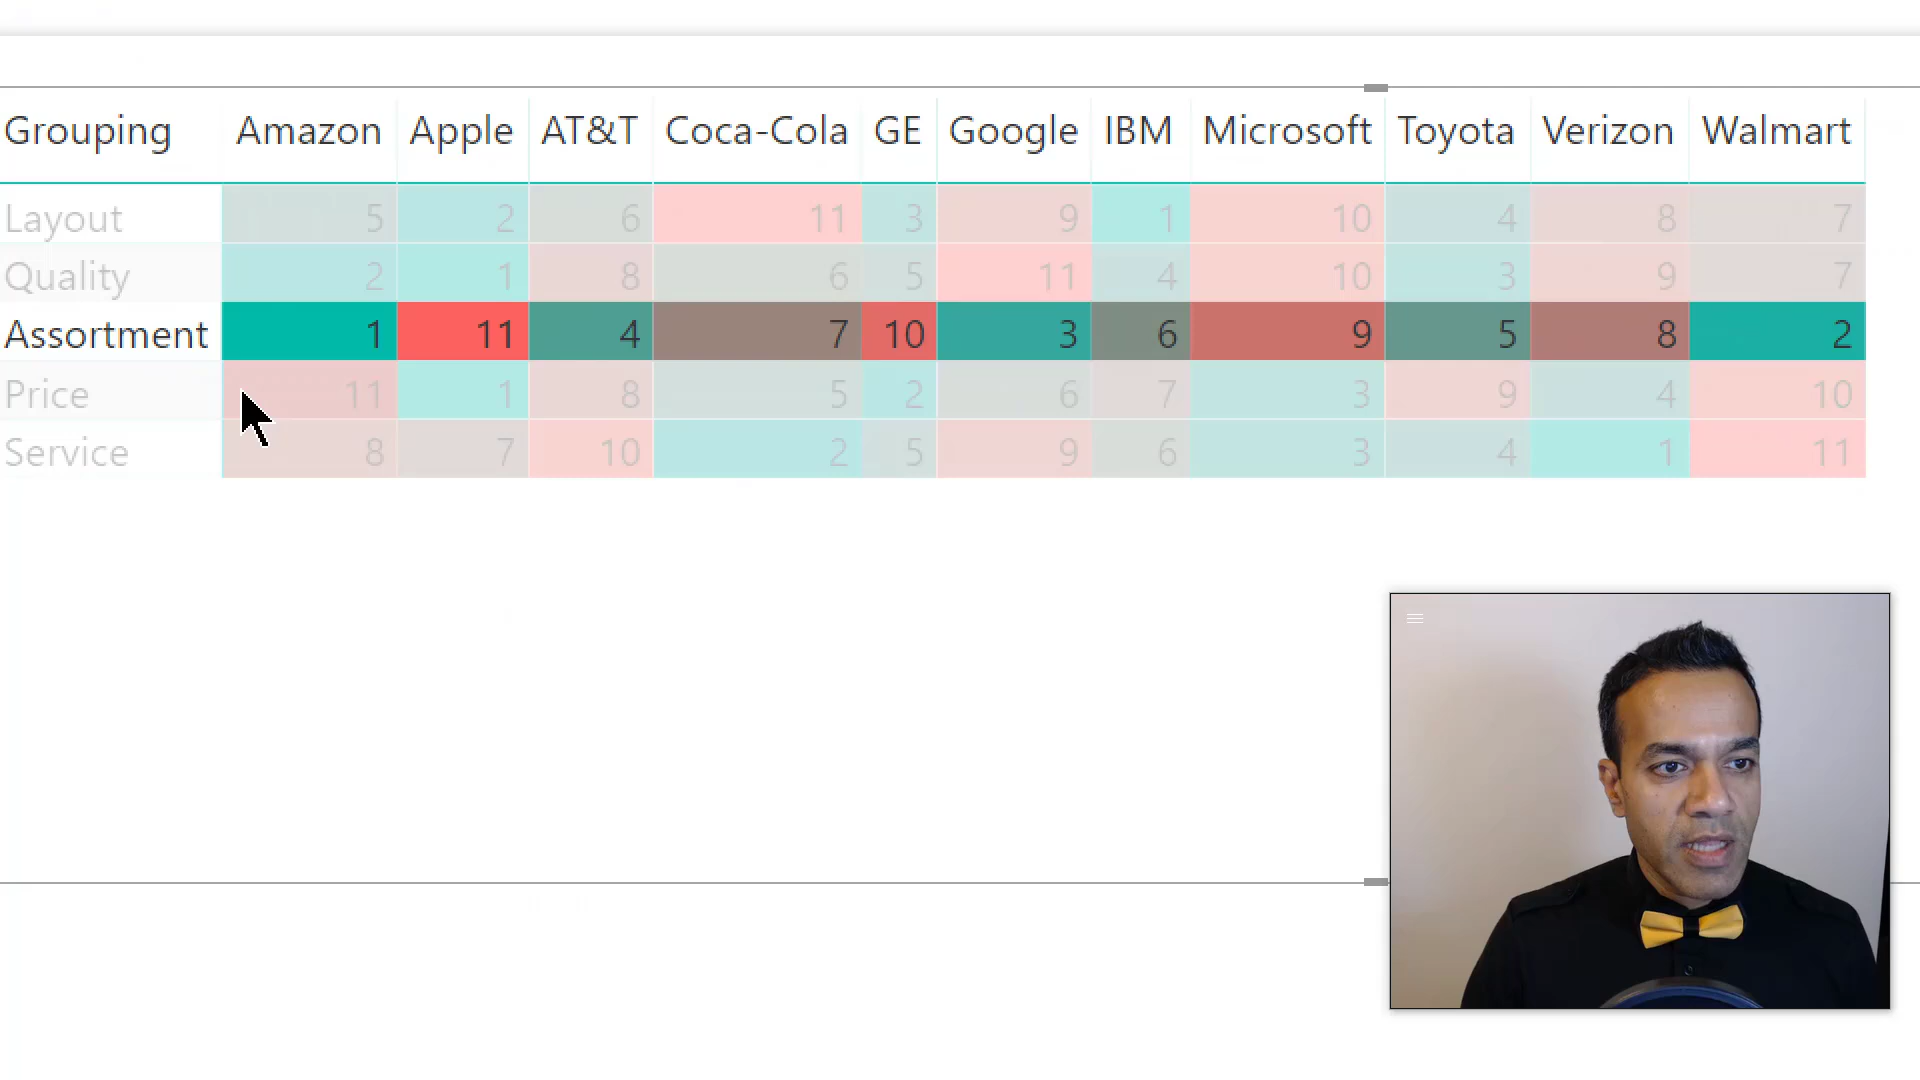 Grouping Amazon Apple AT&T Coca-Cola GE Google IBM Microsoft Toyota Verizon Walmart
Layout 5 2 6 11 3 9 1 10 4 8 7
Quality 2 1 8 6 5 11 4 10 3 9 7
Assortment 1 11 4 7 10 3 6 9 5 8 2
Price 11 1 8 5 2 6 7 3 9 4 10
Service 8 7 10 2 5 9 6 3 4 1 11